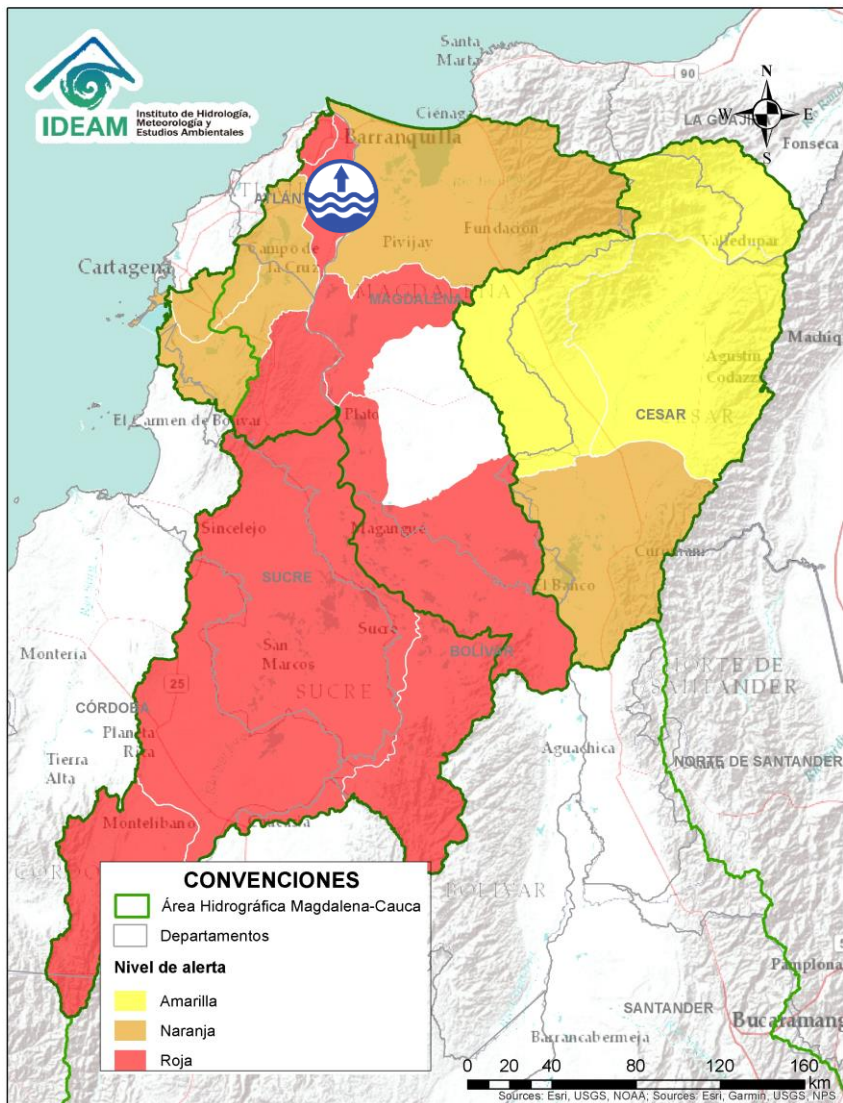 IDEAM
Instituto de Hidrología,
Meteorología y
Estudios Ambientales
Santa
Marta
90
N
W
E
S
Ciénaga
LA GUAJIRA
Fonseca
Barranquilla
Cartagena
Campo de
la Cruz
Pivijay
Fundación
Valledupar
MAGDALENA
Agustín
Codazzi
CESAR
El Carmen de Bolívar
Plato
Sincelejo
Magangué
SUCRE
El Banco
Sucre
San
Marcos
BOLÍVAR
SUCRE
Montería
25
CÓRDOBA
Planeta
Rica
Tierra
Alta
NORTE DE
SANTANDER
Aguachica
NORTE DE SANTANDER
Montelíbano
BOLÍVAR
Pamplona
SANTANDER
Bucaramang
Barrancabermeja
CONVENCIONES
Área Hidrográfica Magdalena-Cauca
Departamentos
Nivel de alerta
Amarilla
Naranja
Roja
0 20 40 80 120 160
km
Sources: Esri, USGS, NOAA; Sources: Esri, Garmin, USGS, NPS